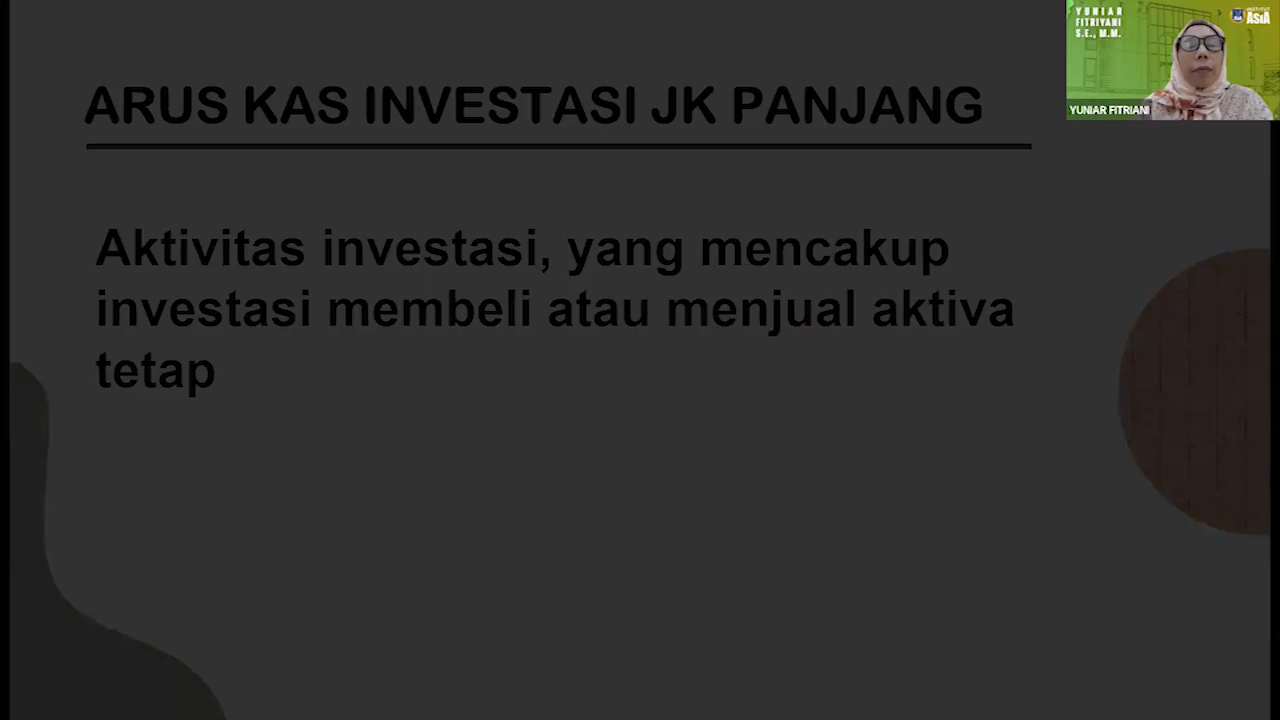 ARUS KAS INVESTASI JK PANJANG
Aktivitas investasi, yang mencakup
investasi membeli atau menjual aktiva
tetap
YUNIAR
FITRIYANI
S.E., M.M.
INSTITUT
ASIA
YUNIAR FITRIANI